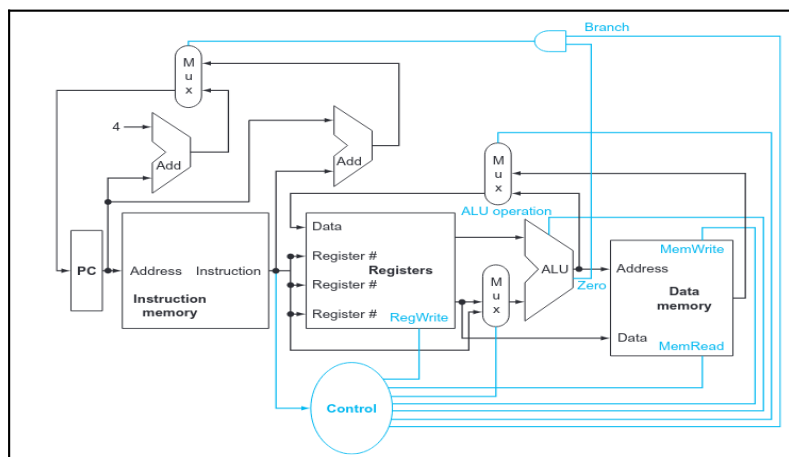 Branch
M
u
x
4
Add
Add
M
u
x
ALU operation
Data
Register #
Registers
Register #
Register #
RegWrite
PC
Address Instruction
Instruction
memory
M
u
x
ALU
Zero
MemWrite
Address
Data
memory
Data
MemRead
Control